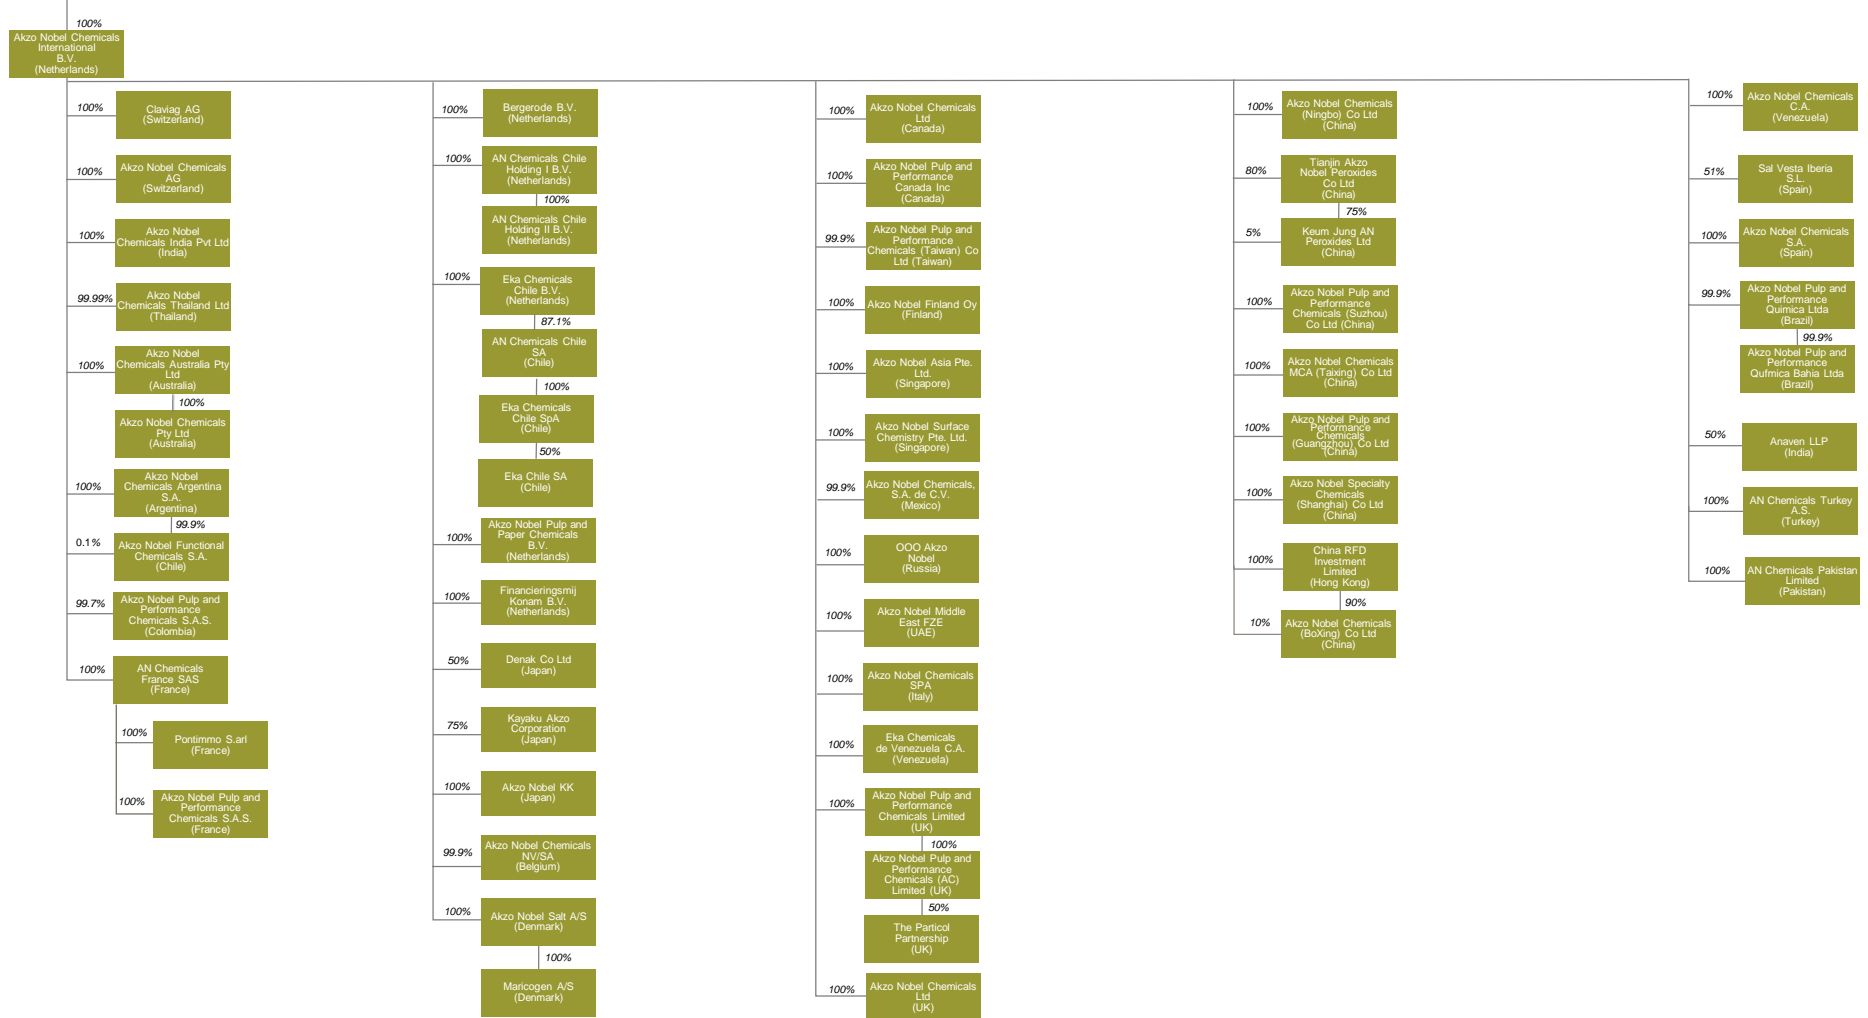 100%
Akzo Nobel Chemicals
International
B.V.
(Netherlands)
100%
Claviag AG
(Switzerland)
100%
Akzo Nobel Chemicals
AG
(Switzerland)
100%
Akzo Nobel
Chemicals India Pvt Ltd
(India)
99.99%
Akzo Nobel
Chemicals Thailand Ltd
(Thailand)
100%
Akzo Nobel
Chemicals Australia Pty
Ltd
(Australia)
100%
Akzo Nobel Chemicals
Pty Ltd
(Australia)
100%
Akzo Nobel
Chemicals Argentina
S.A.
(Argentina)
99.9%
0.1%
Akzo Nobel Functional
Chemicals S.A.
(Chile)
99.7%
Akzo Nobel Pulp and
Performance
Chemicals S.A.S.
(Colombia)
100%
AN Chemicals
France SAS
(France)
100%
Pontimmo S.arl
(France)
100%
Akzo Nobel Pulp and
Performance
Chemicals S.A.S.
(France)
100%
Bergerode B.V.
(Netherlands)
100%
AN Chemicals Chile
Holding I B.V.
(Netherlands)
100%
AN Chemicals Chile
Holding II B.V.
(Netherlands)
100%
Eka Chemicals
Chile B.V.
(Netherlands)
87.1%
AN Chemicals Chile
SA
(Chile)
100%
Eka Chemicals
Chile SpA
(Chile)
50%
Eka Chile SA
(Chile)
100%
Akzo Nobel Pulp and
Paper Chemicals
B.V.
(Netherlands)
100%
Financieringsmij
Konam B.V.
(Netherlands)
50%
Denak Co Ltd
(Japan)
75%
Kayaku Akzo
Corporation
(Japan)
100%
Akzo Nobel KK
(Japan)
99.9%
Akzo Nobel Chemicals
NV/SA
(Belgium)
100%
Akzo Nobel Salt A/S
(Denmark)
100%
Maricogen A/S
(Denmark)
100%
Akzo Nobel Chemicals
Ltd
(Canada)
100%
Akzo Nobel Pulp and
Performance
Canada Inc
(Canada)
99.9%
Akzo Nobel Pulp and
Performance
Chemicals (Taiwan) Co
Ltd (Taiwan)
100%
Akzo Nobel Finland Oy
(Finland)
100%
Akzo Nobel Asia Pte.
Ltd.
(Singapore)
100%
Akzo Nobel Surface
Chemistry Pte. Ltd.
(Singapore)
99.9%
Akzo Nobel Chemicals,
S.A. de C.V.
(Mexico)
100%
OOO Akzo
Nobel
(Russia)
100%
Akzo Nobel Middle
East FZE
(UAE)
100%
Akzo Nobel Chemicals
SPA
(Italy)
100%
Eka Chemicals
de Venezuela C.A.
(Venezuela)
100%
Akzo Nobel Pulp and
Performance
Chemicals Limited
(UK)
100%
Akzo Nobel Pulp and
Performance
Chemicals (AC)
Limited (UK)
50%
The Particol
Partnership
(UK)
100%
Akzo Nobel Chemicals
Ltd
(UK)
100%
Akzo Nobel Chemicals
(Ningbo) Co Ltd
(China)
80%
Tianjin Akzo
Nobel Peroxides
Co Ltd
(China)
75%
5%
Keum Jung AN
Peroxides Ltd
(China)
100%
Akzo Nobel Pulp and
Performance
Chemicals (Suzhou)
Co Ltd (China)
100%
Akzo Nobel Chemicals
MCA (Taixing) Co Ltd
(China)
100%
Akzo Nobel Pulp and
Performance
Chemicals
(Guangzhou) Co Ltd
(China)
100%
Akzo Nobel Specialty
Chemicals
(Shanghai) Co Ltd
(China)
100%
China RFD
Investment
Limited
(Hong Kong)
90%
10%
Akzo Nobel Chemicals
(BoXing) Co Ltd
(China)
100%
Akzo Nobel Chemicals
C.A.
(Venezuela)
51%
Sal Vesta Iberia
S.L.
(Spain)
100%
Akzo Nobel Chemicals
S.A.
(Spain)
99.9%
Akzo Nobel Pulp and
Performance
Quimica Ltda
(Brazil)
99.9%
Akzo Nobel Pulp and
Performance
Qufmica Bahia Ltda
(Brazil)
50%
Anaven LLP
(India)
100%
AN Chemicals Turkey
A.S.
(Turkey)
100%
AN Chemicals Pakistan
Limited
(Pakistan)